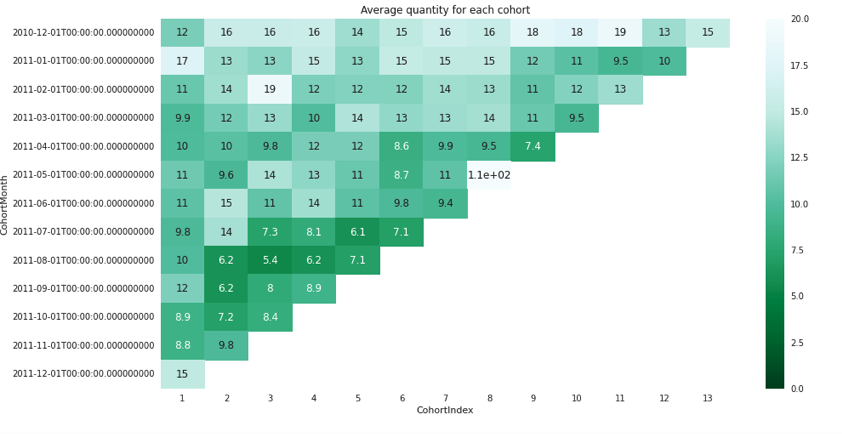 Average quantity for each cohort
2010-12-01T00:00:00.000000000 12 16 16 16 14 15 16 16 18 18 19 13 15
2011-01-01T00:00:00.000000000 17 13 13 15 13 15 15 15 12 11 9.5 10
2011-02-01T00:00:00.000000000 11 14 19 12 12 12 14 13 11 12 13
2011-03-01T00:00:00.000000000 9.9 12 13 10 14 13 13 14 11 9.5
2011-04-01T00:00:00.000000000 10 10 9.8 12 12 8.6 9.9 9.5 7.4
2011-05-01T00:00:00.000000000 11 9.6 14 13 11 8.7 11 1.1e+02
2011-06-01T00:00:00.000000000 11 15 11 14 11 9.8 9.4
2011-07-01T00:00:00.000000000 9.8 14 7.3 8.1 6.1 7.1
2011-08-01T00:00:00.000000000 10 6.2 5.4 6.2 7.1
2011-09-01T00:00:00.000000000 12 6.2 8 8.9
2011-10-01T00:00:00.000000000 8.9 7.2 8.4
2011-11-01T00:00:00.000000000 8.8 9.8
2011-12-01T00:00:00.000000000 15
1 2 3 4 5 6 7 8 9 10 11 12 13
CohortIndex
CohortMonth
20.0
17.5
15.0
12.5
10.0
7.5
5.0
2.5
0.0